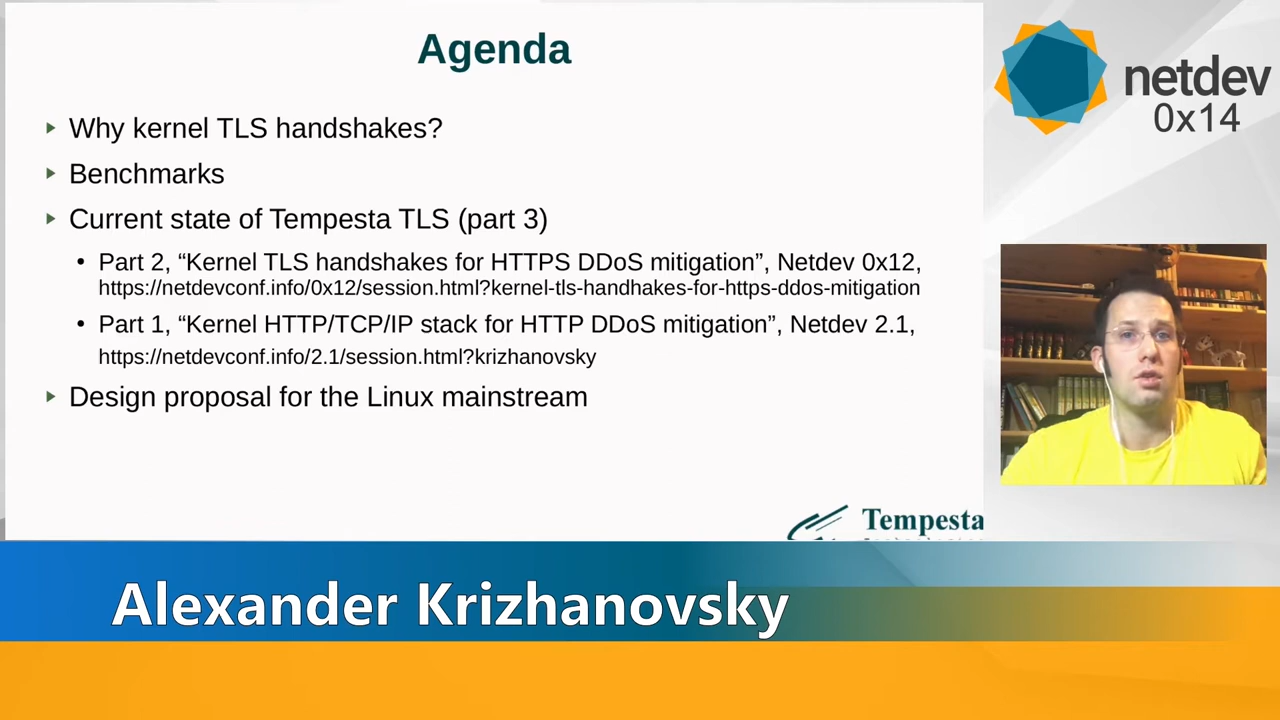 Agenda
Why kernel TLS handshakes?
Benchmarks
Current state of Tempesta TLS (part 3)
Part 2, “Kernel TLS handshakes for HTTPS DDoS mitigation”, Netdev 0x12,
https://netdevconf.info/0x12/session.html?kernel-tls-handhakes-for-https-ddos-mitigation
Part 1, “Kernel HTTP/TCP/IP stack for HTTP DDoS mitigation”, Netdev 2.1,
https://netdevconf.info/2.1/session.html?krizhanovsky
Design proposal for the Linux mainstream
Tempesta
netdev
0x14
Alexander Krizhanovsky